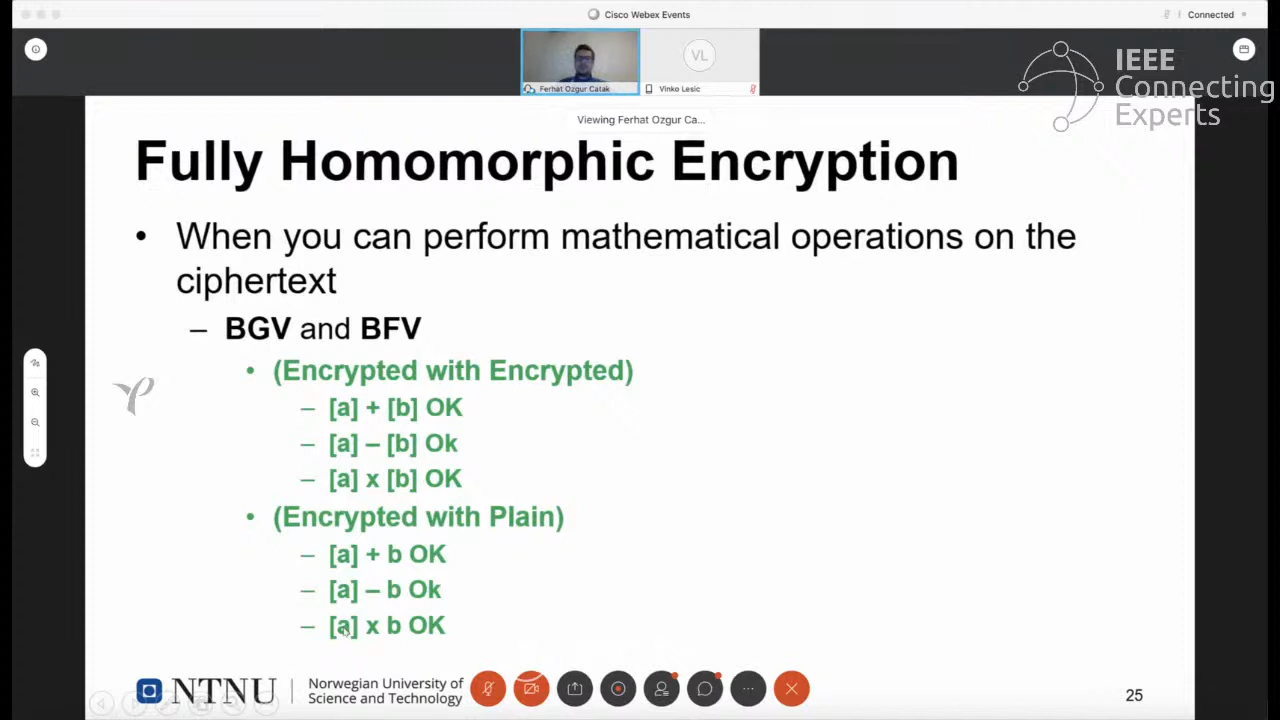 Cisco Webex Events
Connected
VL
Ferhat Ozgur Catak
Vinko Lesic
IEEE
Connecting
Experts
Viewing Ferhat Ozgur Ca...
Fully Homomorphic Encryption
• When you can perform mathematical operations on the
ciphertext
– BGV and BFV
• (Encrypted with Encrypted)
– [a] + [b] OK
– [a] – [b] Ok
– [a] x [b] OK
• (Encrypted with Plain)
– [a] + b OK
– [a] – b Ok
– [a] x b OK
NTNU
Norwegian University of
Science and Technology
25